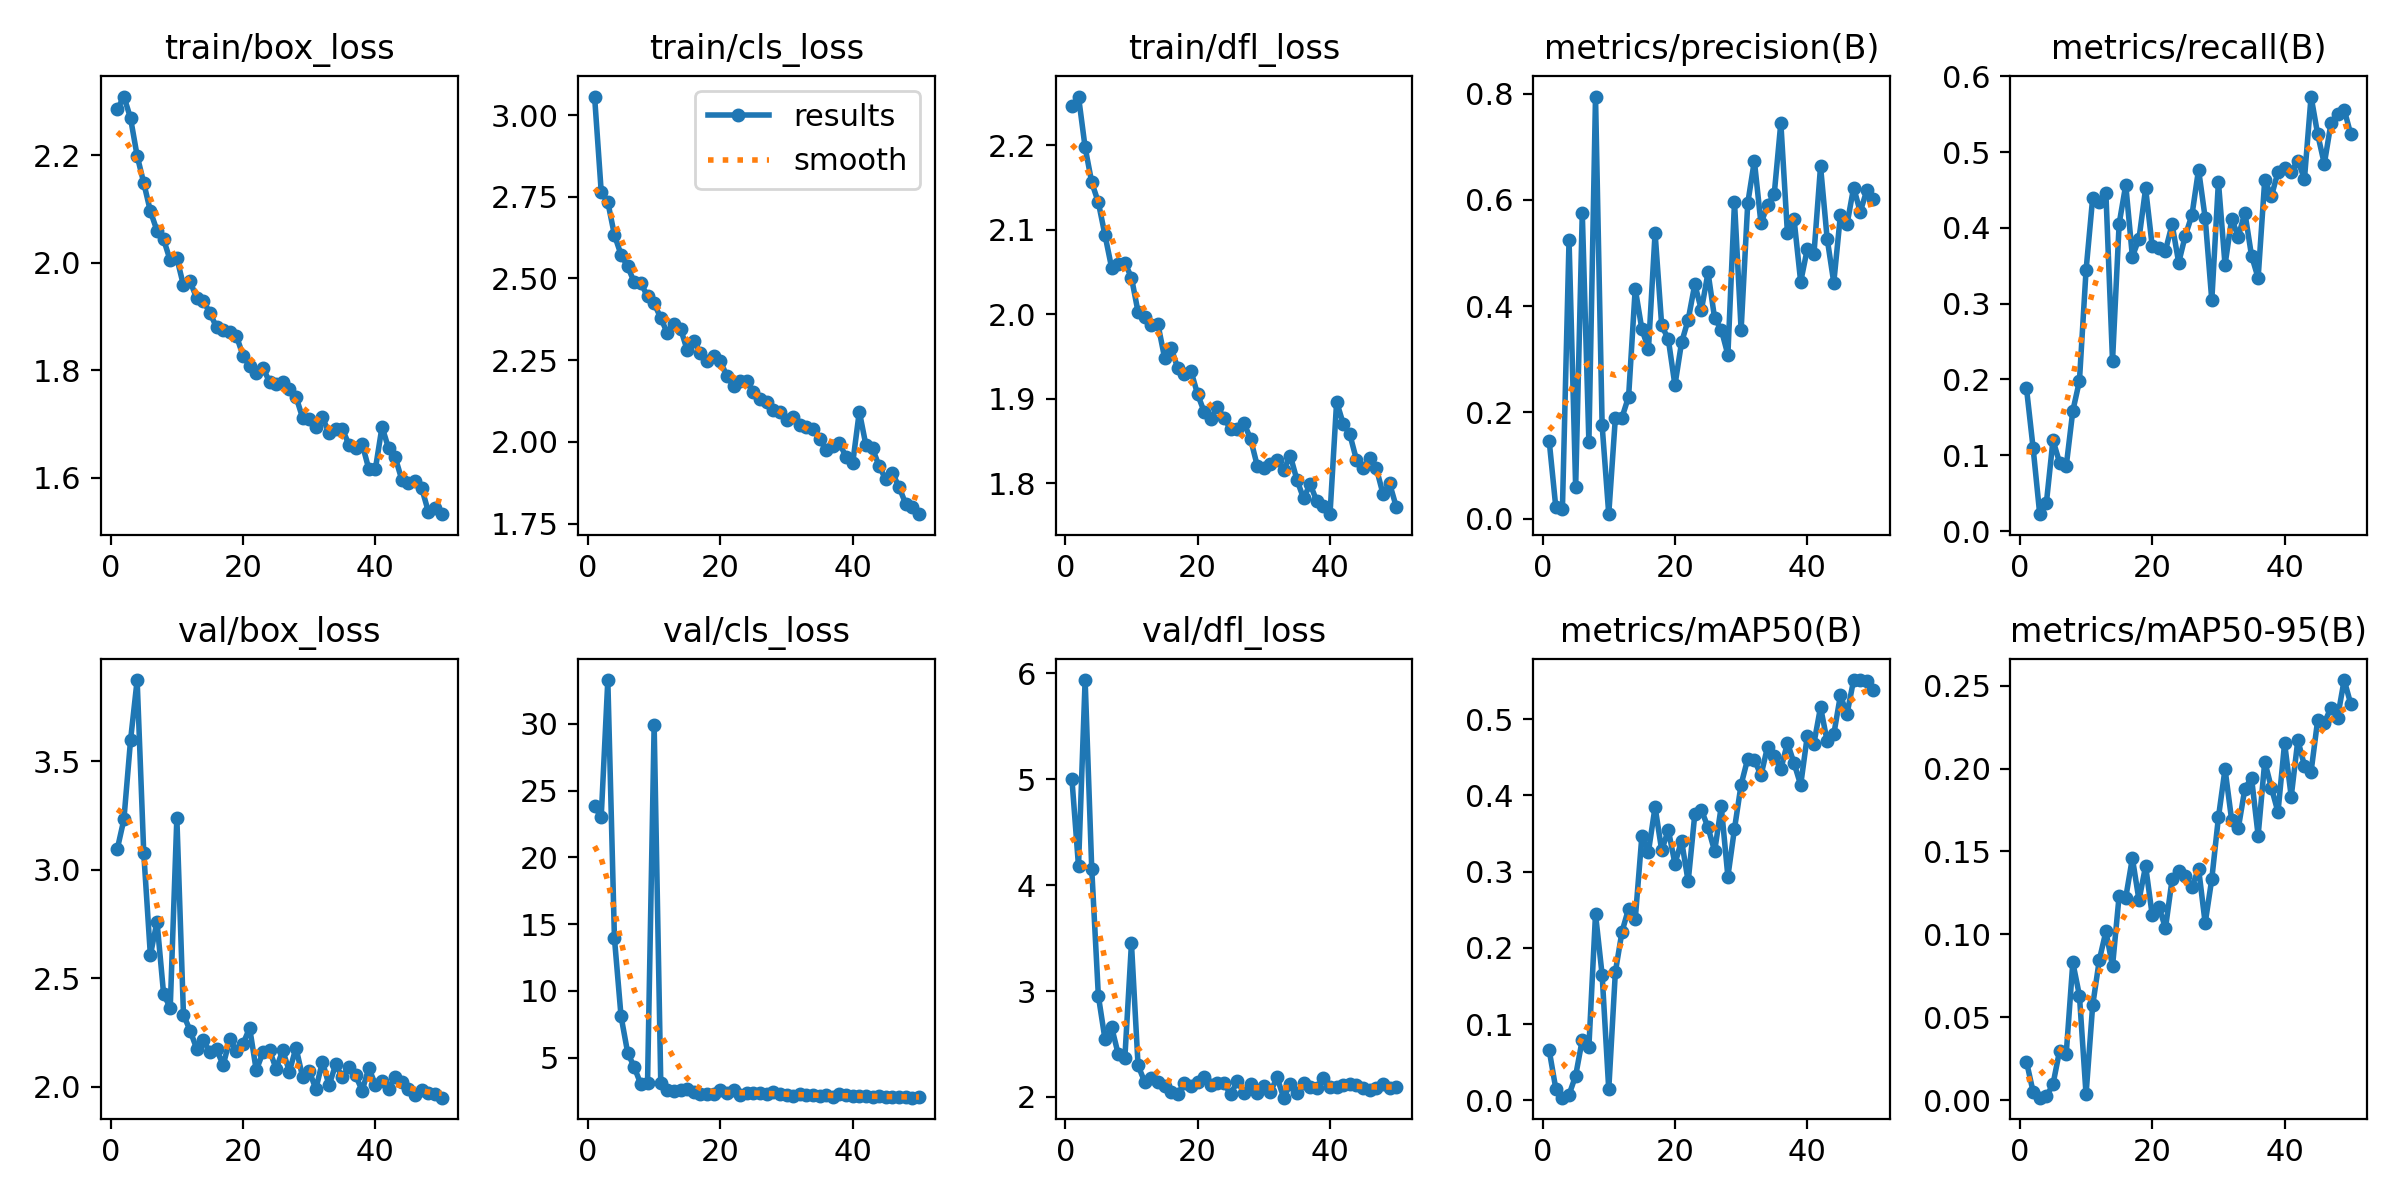 train/box_loss
2.2
2.0
1.8
1.6
0 20 40
train/cls_loss
results
smooth
3.00
2.75
2.50
2.25
2.00
1.75
0 20 40
train/dfl_loss
2.2
2.1
2.0
1.9
1.8
0 20 40
metrics/precision(B)
0.8
0.6
0.4
0.2
0.0
0 20 40
metrics/recall(B)
0.6
0.5
0.4
0.3
0.2
0.1
0.0
0 20 40
val/box_loss
3.5
3.0
2.5
2.0
0 20 40
val/cls_loss
30
25
20
15
10
5
0 20 40
val/dfl_loss
6
5
4
3
2
0 20 40
metrics/mAP50(B)
0.5
0.4
0.3
0.2
0.1
0.0
0 20 40
metrics/mAP50-95(B)
0.25
0.20
0.15
0.10
0.05
0.00
0 20 40